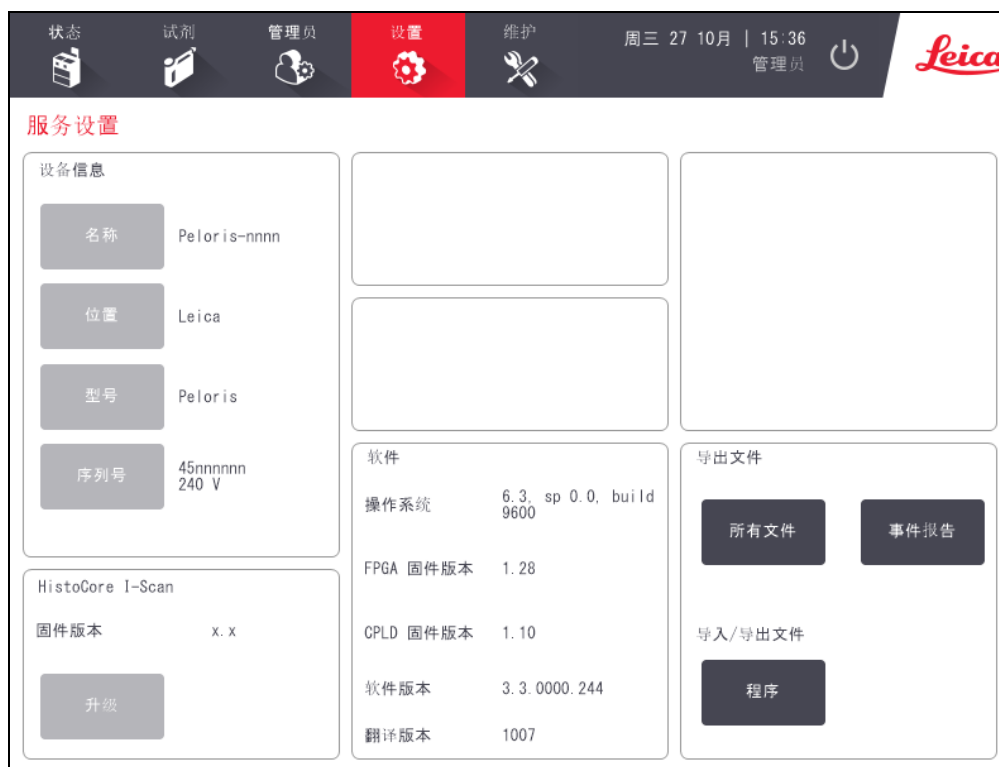 状态
试剂
管理员
设置
维护
周三 27 10月 | 15:36
管理员
Leica
服务设置
设备信息
名称 Peloris-nnnn
位置 Leica
型号 Peloris
序列号 45nnnnnn
240 V
HistoCore I-Scan
固件版本 x.x
升级
软件
操作系统 6.3, sp 0.0, build
9600
FPGA 固件版本 1.28
CPLD 固件版本 1.10
软件版本 3.3.0000.244
翻译版本 1007
导出文件
所有文件 事件报告
导入/导出文件
程序